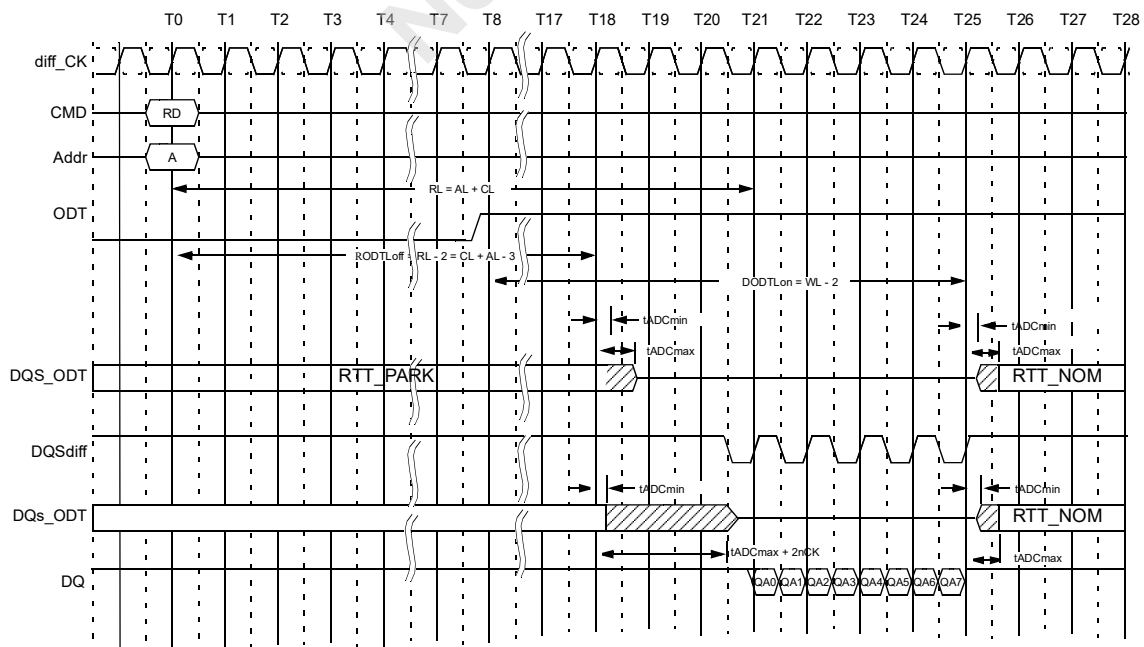 T0 T1 T2 T3 T4 T7 T8 T17 T18 T19 T20 T21 T22 T23 T24 T25 T26 T27 T28
diff_CK
CMD RD
Addr A
RL = AL + CL
ODT
RODTLoff = RL - 2 = CL + AL - 3
DODTLon = WL - 2
tADCmin tADCmin
tADCmax tADCmax
DQS_ODT RTT_PARK RTT_NOM
DQSdiff
tADCmin tADCmin
DQs_ODT RTT_NOM
tADCmax + 2nCK tADCmax
DQ QA0 QA1 QA2 QA3 QA4 QA5 QA6 QA7